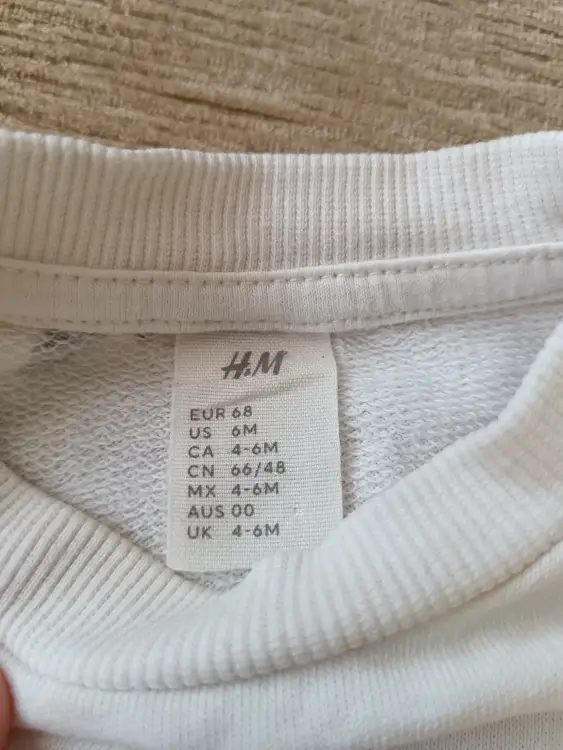 H&M
EUR 68
US 6M
CA 4-6M
CN 66/48
MX 4-6M
AUS 00
UK 4-6M